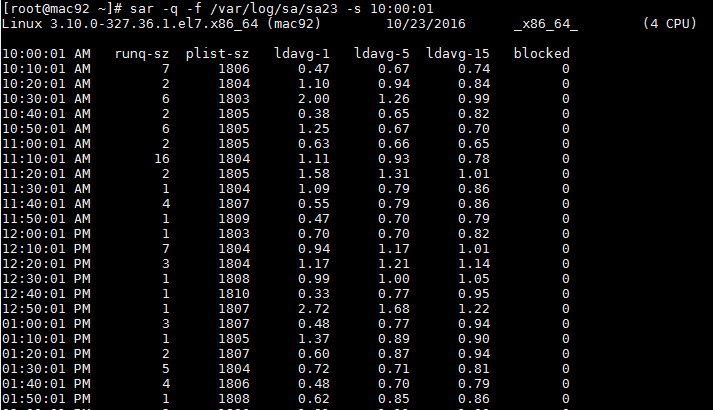 [root@mac92 ~]# sar -q -f /var/log/sa/sa23 -s 10:00:01
Linux 3.10.0-327.36.1.el7.x86_64 (mac92) 10/23/2016 _x86_64_ (4 CPU)
10:00:01 AM runq-sz plist-sz ldavg-1 ldavg-5 ldavg-15 blocked
10:10:01 AM 7 1806 0.47 0.67 0.74 0
10:20:01 AM 2 1804 1.10 0.94 0.84 0
10:30:01 AM 6 1803 2.00 1.26 0.99 0
10:40:01 AM 2 1805 0.38 0.65 0.82 0
10:50:01 AM 6 1805 1.25 0.67 0.70 0
11:00:01 AM 2 1805 0.63 0.66 0.65 0
11:10:01 AM 16 1804 1.11 0.93 0.78 0
11:20:01 AM 2 1805 1.58 1.31 1.01 0
11:30:01 AM 1 1804 1.09 0.79 0.86 0
11:40:01 AM 4 1807 0.55 0.79 0.86 0
11:50:01 AM 1 1809 0.47 0.70 0.79 0
12:00:01 PM 1 1803 0.70 0.70 0.82 0
12:10:01 PM 7 1804 0.94 1.17 1.01 0
12:20:01 PM 3 1804 1.17 1.21 1.14 0
12:30:01 PM 1 1808 0.99 1.00 1.05 0
12:40:01 PM 1 1810 0.33 0.77 0.95 0
12:50:01 PM 1 1807 2.72 1.68 1.22 0
01:00:01 PM 3 1807 0.48 0.77 0.94 0
01:10:01 PM 1 1805 1.37 0.89 0.90 0
01:20:01 PM 2 1807 0.60 0.87 0.94 0
01:30:01 PM 5 1804 0.72 0.71 0.81 0
01:40:01 PM 4 1806 0.48 0.70 0.79 0
01:50:01 PM 1 1808 0.62 0.85 0.86 0